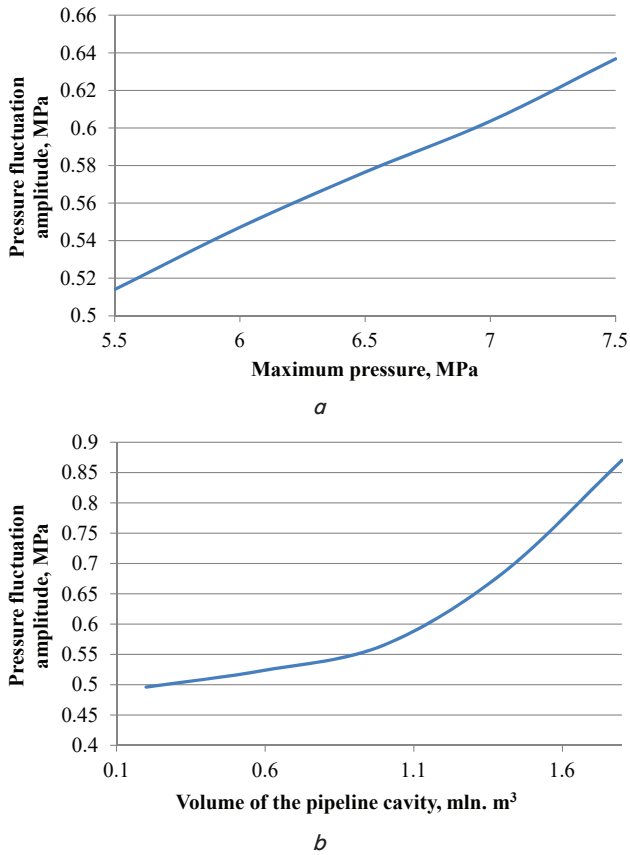 0.66
0.64
0.62
0.6
0.58
0.56
0.54
0.52
0.5
Pressure fluctuation
amplitude, MPa
5.5 6 6.5 7 7.5
Maximum pressure, MPa
a
0.9
0.85
0.8
0.75
0.7
0.65
0.6
0.55
0.5
0.45
0.4
Pressure fluctuation
amplitude, MPa
0.1 0.6 1.1 1.6
Volume of the pipeline cavity, mln. m³
b